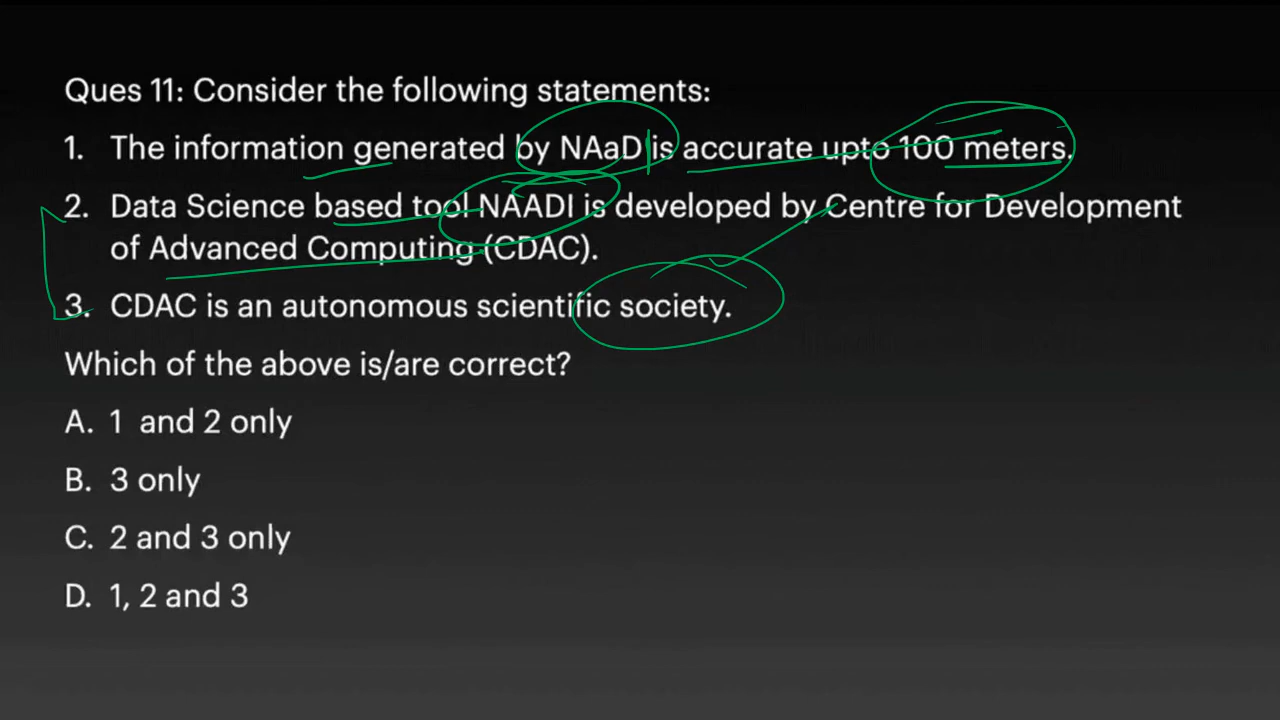 Ques 11: Consider the following statements:
1. The information generated by NAaD is accurate upto 100 meters.
2. Data Science based tool NAADI is developed by Centre for Development
of Advanced Computing (CDAC).
3. CDAC is an autonomous scientific society.
Which of the above is/are correct?
A. 1 and 2 only
B. 3 only
C. 2 and 3 only
D. 1, 2 and 3